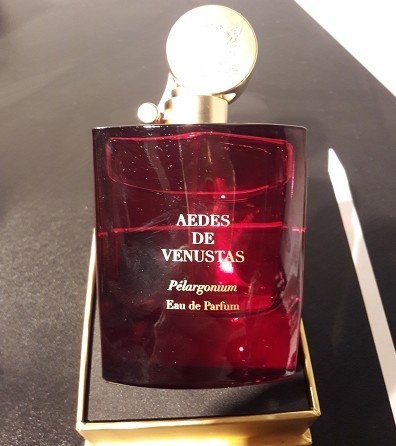 AEDES
DE
VENUSTAS
Pélargonium
Eau de Parfum